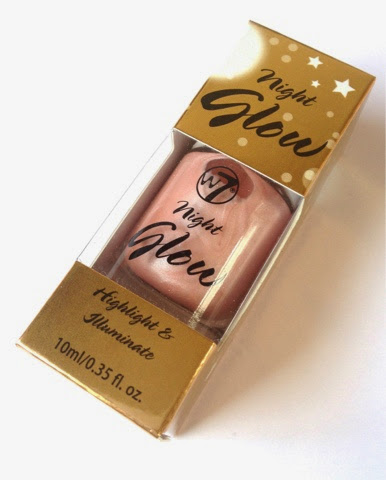 Night
Glow
W7
Night
Glow
Highlight &
Illuminate
10ml/0.35 fl. oz.